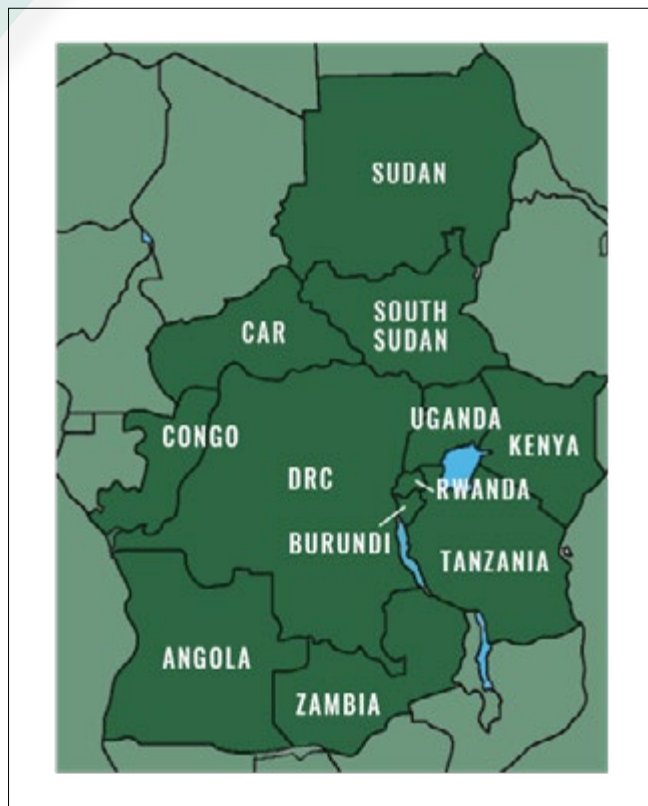 SUDAN
SOUTH
SUDAN
CAR
UGANDA
CONGO
KENYA
DRC
RWANDA
BURUNDI
TANZANIA
ANGOLA
ZAMBIA